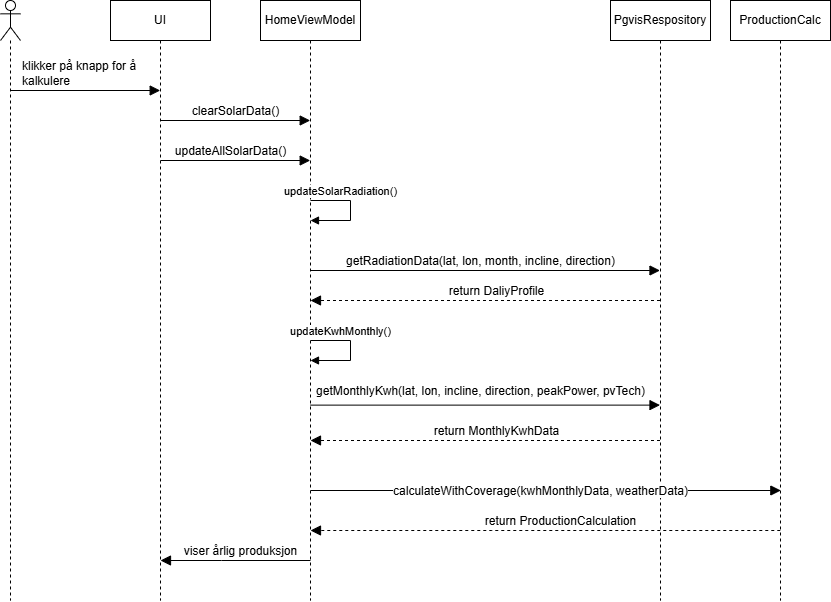 UI
HomeViewModel
PgvisRespository
ProductionCalc
klikker på knapp for å
kalkulere
clearSolarData()
updateAllSolarData()
updateSolarRadiation()
getRadiationData(lat, lon, month, incline, direction)
return DaliyProfile
updateKwhMonthly()
getMonthlyKwh(lat, lon, incline, direction, peakPower, pvTech)
return MonthlyKwhData
calculateWithCoverage(kwhMonthlyData, weatherData)
return ProductionCalculation
viser årlig produksjon